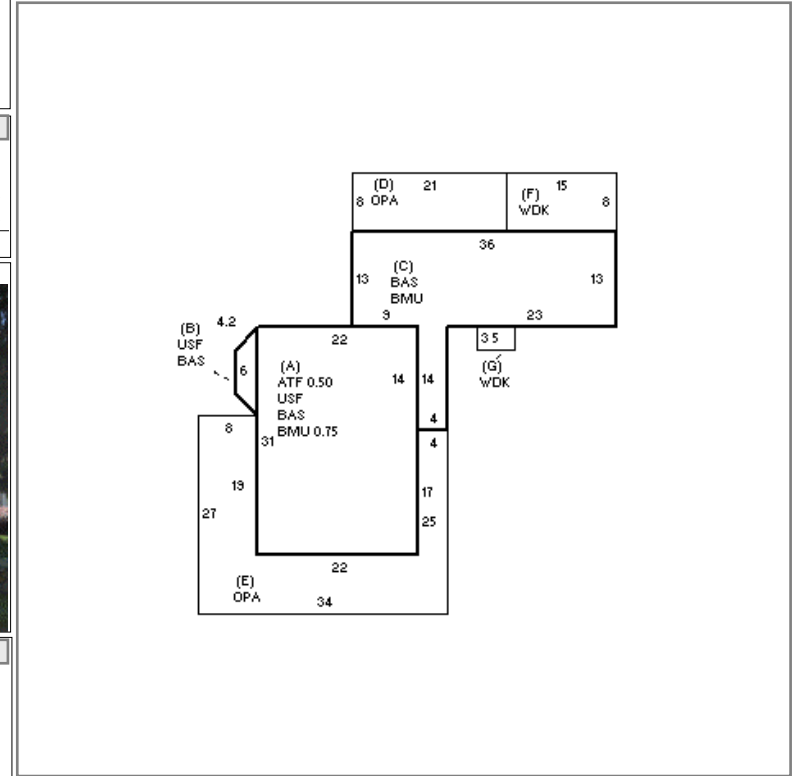 (D) 21
8 OPA
(F) 15
WDK 8
36
13 (C) 13
BAS
BMU
9 23
(B) 4.2
USF
BAS
22
3 5
(G)
WDK
6 (A) 14 14
ATF 0.50
USF
BAS
BMU 0.75
4
4
8
31
19
27
17
25
22
(E)
OPA
34